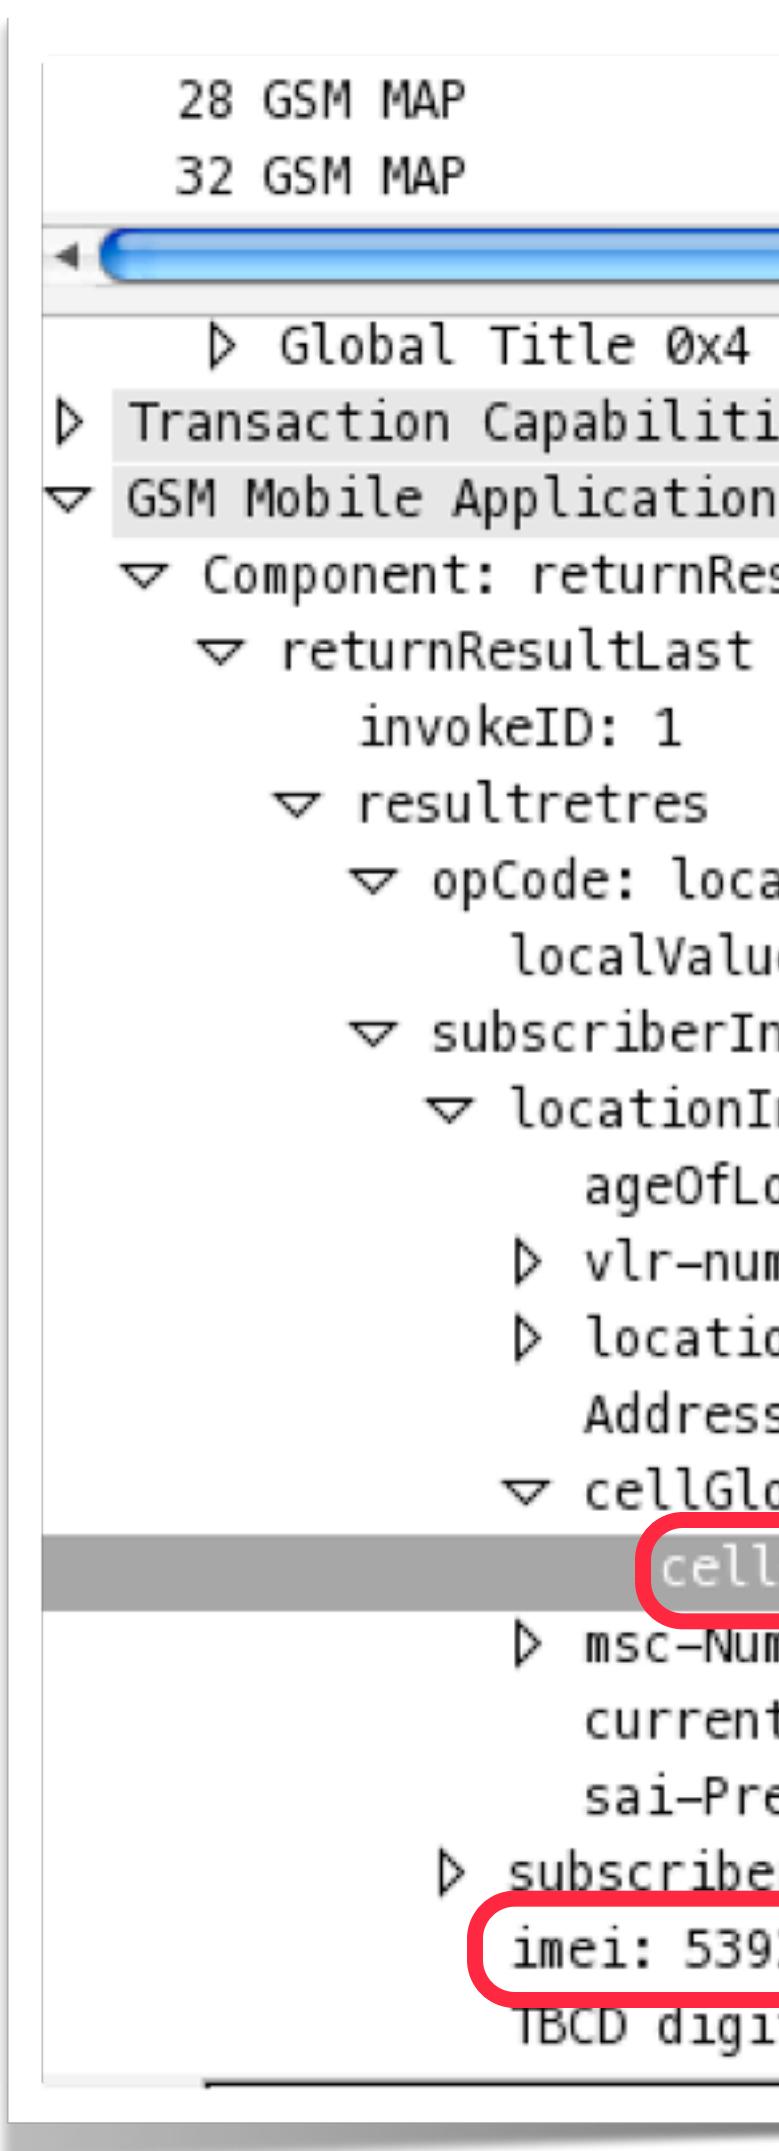 28 GSM MAP
32 GSM MAP
Global Title 0x4
Transaction Capabiliti
GSM Mobile Application
Component: returnRes
returnResultLast
invokeID: 1
resultretres
opCode: loca
localValue
subscriberIn
locationIn
ageOfLo
vlr-num
locatio
Address
cellGlo
cell
msc-Num
current
sai-Pre
subscriber
imei: 539
TBCD digi